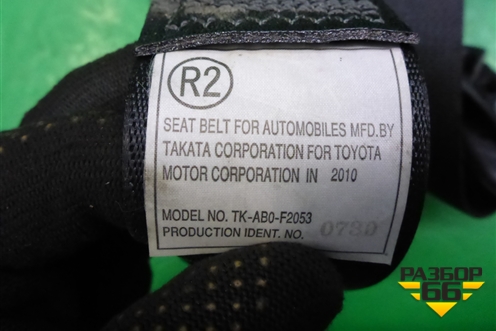 R2
SEAT BELT FOR AUTOMOBILES MFD.BY
TAKATA CORPORATION FOR TOYOTA
MOTOR CORPORATION IN 2010
MODEL NO. TK-AB0-F2053
PRODUCTION IDENT. NO. 0730
РАЗБОР
66